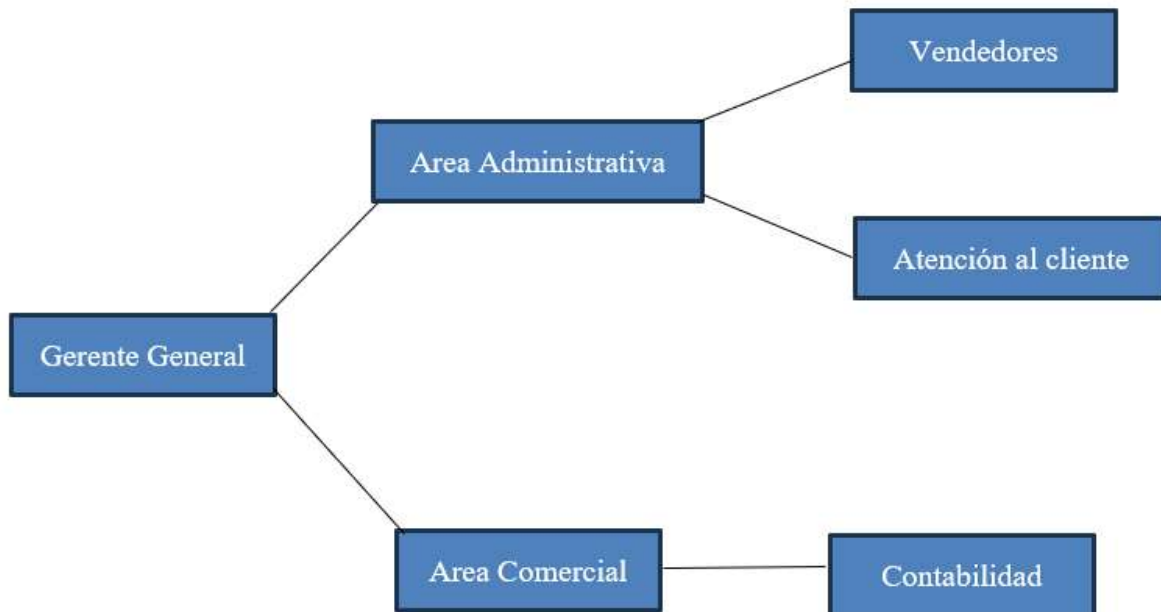 Vendedores
Area Administrativa
Atención al cliente
Gerente General
Area Comercial
Contabilidad